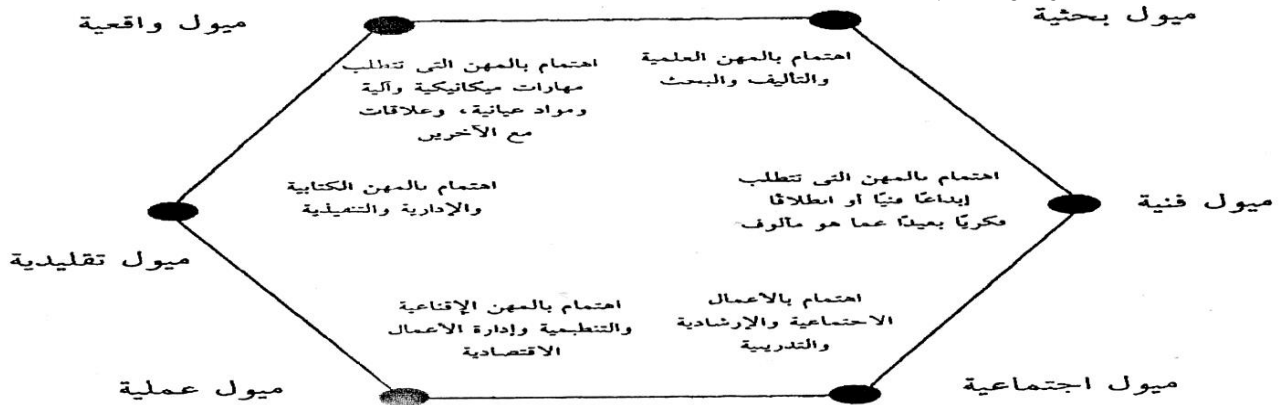 ميول بحثية
ميول واقعية
اهتمام بالمهن العلمية
والتأليف والبحث
اهتمام بالمهن التى تتطلب
مهارات ميكانيكية وآلية
ومواد عيانية، وعلاقات
مع الآخرين
اهتمام بالمهن التى تتطلب
إبداعًا فنيًا أو انطلاقًا
فكريًا بعيدًا عما هو مألوف
ميول فنية
اهتمام بالمهن الكتابية
والإدارية والتنفيذية
ميول تقليدية
اهتمام بالأعمال
الاجتماعية والإرشادية
والتدريبية
اهتمام بالمهن الإقناعية
والتنظيمية وإدارة الأعمال
الاقتصادية
ميول اجتماعية
ميول عملية